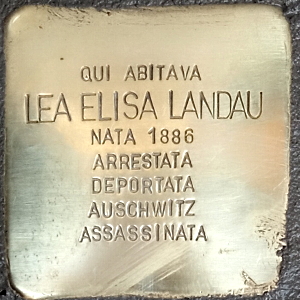 QUI ABITAVA
LEA ELISA LANDAU
NATA 1886
ARRESTATA
DEPORTATA
AUSCHWITZ
ASSASSINATA